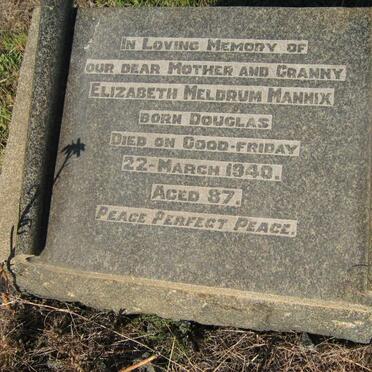 In Loving Memory of
our dear Mother and Granny
Elizabeth Meldrum Mannix
born Douglas
Died on Good-Friday
22-March 1940.
Aged 87.
Peace Perfect Peace.